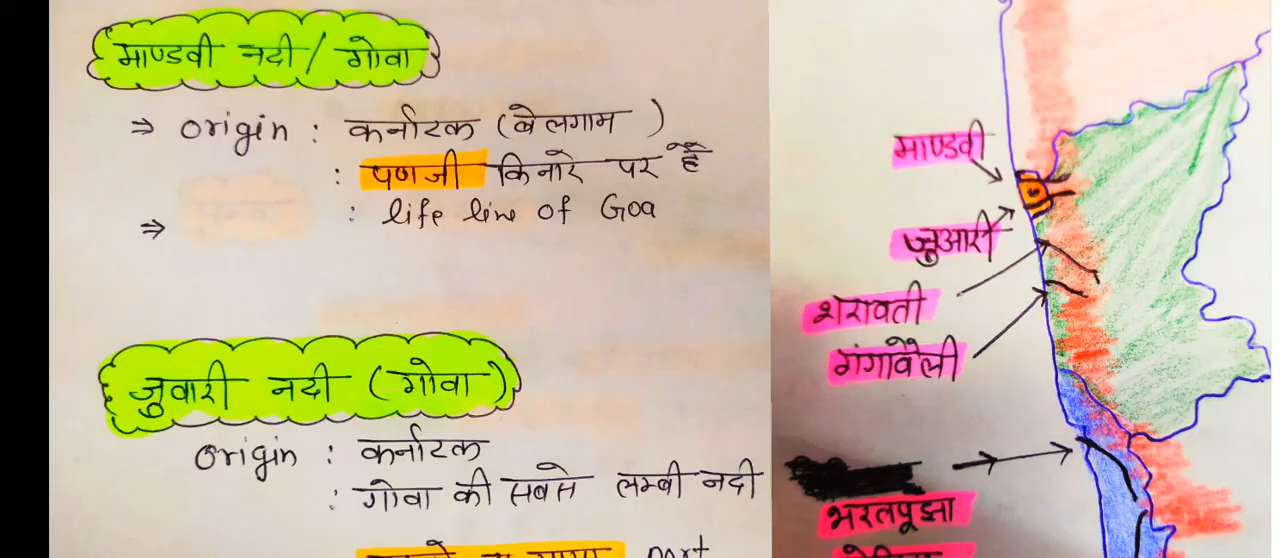 माण्डवी नदी / गोवा
⇒ origin : कर्नाटक (बेलगाम )
: पणजी किनारे पर है
: life line of Goa
⇒
जुवारी नदी ( गोवा )
origin : कर्नाटक
: गोवा की सबसे लम्बी नदी
port
माण्डवी
जुआरी
शरावती
गंगावेली
भरतपूझा